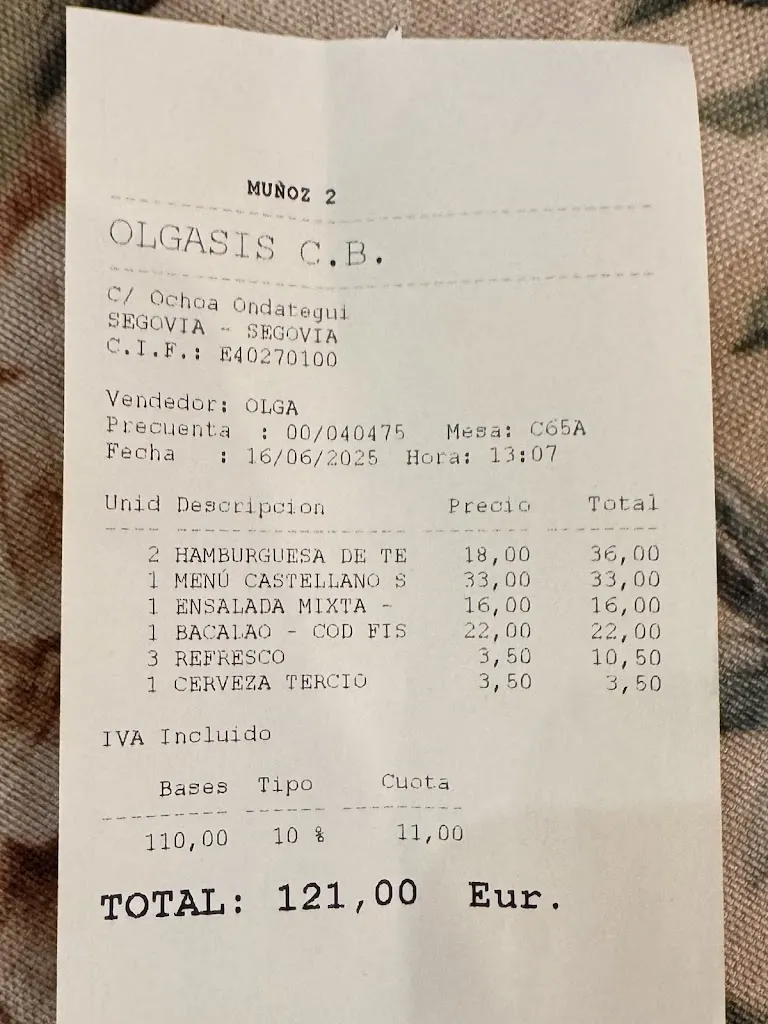 MUÑOZ 2
OLGASIS C.B.
C/ Ochoa Ondategui
SEGOVIA - SEGOVIA
C.I.F.: E40270100
Vendedor: OLGA
Precuenta : 00/040475 Mesa: C65A
Fecha : 16/06/2025 Hora: 13:07
Unid Descripcion Precio Total
2 HAMBURGUESA DE TE 18,00 36,00
1 MENÚ CASTELLANO S 33,00 33,00
1 ENSALADA MIXTA - 16,00 16,00
1 BACALAO - COD FIS 22,00 22,00
3 REFRESCO 3,50 10,50
1 CERVEZA TERCIO 3,50 3,50
IVA Incluido
Bases Tipo Cuota
110,00 10 % 11,00
TOTAL: 121,00 Eur.